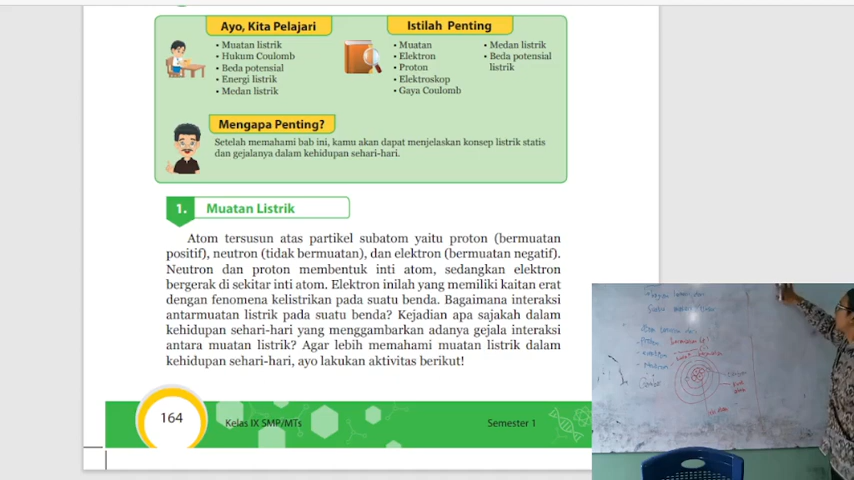 Ayo, Kita Pelajari
• Muatan listrik
• Hukum Coulomb
• Beda potensial
• Energi listrik
• Medan listrik
Istilah Penting
• Muatan
• Elektron
• Proton
• Elektroskop
• Gaya Coulomb
• Medan listrik
• Beda potensial
listrik
Mengapa Penting?
Setelah memahami bab ini, kamu akan dapat menjelaskan konsep listrik statis
dan gejalanya dalam kehidupan sehari-hari.
1. Muatan Listrik
Atom tersusun atas partikel subatom yaitu proton (bermuatan
positif), neutron (tidak bermuatan), dan elektron (bermuatan negatif).
Neutron dan proton membentuk inti atom, sedangkan elektron
bergerak di sekitar inti atom. Elektron inilah yang memiliki kaitan erat
dengan fenomena kelistrikan pada suatu benda. Bagaimana interaksi
antarmuatan listrik pada suatu benda? Kejadian apa sajakah dalam
kehidupan sehari-hari yang menggambarkan adanya gejala interaksi
antara muatan listrik? Agar lebih memahami muatan listrik dalam
kehidupan sehari-hari, ayo lakukan aktivitas berikut!
164
Kelas IX SMP/MTs
Semester 1